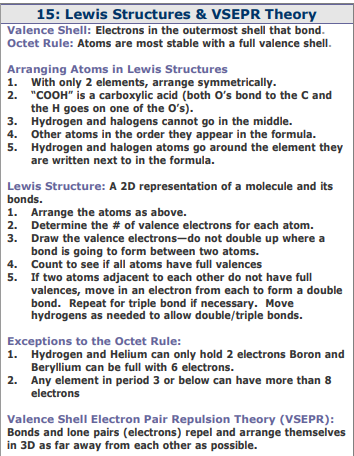 15: Lewis Structures & VSEPR Theory
Valence Shell: Electrons in the outermost shell that bond.
Octet Rule: Atoms are most stable with a full valence shell.
Arranging Atoms in Lewis Structures
1. With only 2 elements, arrange symmetrically.
2. “COOH” is a carboxylic acid (both O’s bond to the C and
the H goes on one of the O’s).
3. Hydrogen and halogens cannot go in the middle.
4. Other atoms in the order they appear in the formula.
5. Hydrogen and halogen atoms go around the element they
are written next to in the formula.
Lewis Structure: A 2D representation of a molecule and its
bonds.
1. Arrange the atoms as above.
2. Determine the # of valence electrons for each atom.
3. Draw the valence electrons—do not double up where a
bond is going to form between two atoms.
4. Count to see if all atoms have full valences
5. If two atoms adjacent to each other do not have full
valences, move in an electron from each to form a double
bond. Repeat for triple bond if necessary. Move
hydrogens as needed to allow double/triple bonds.
Exceptions to the Octet Rule:
1. Hydrogen and Helium can only hold 2 electrons Boron and
Beryllium can be full with 6 electrons.
2. Any element in period 3 or below can have more than 8
electrons
Valence Shell Electron Pair Repulsion Theory (VSEPR):
Bonds and lone pairs (electrons) repel and arrange themselves
in 3D as far away from each other as possible.